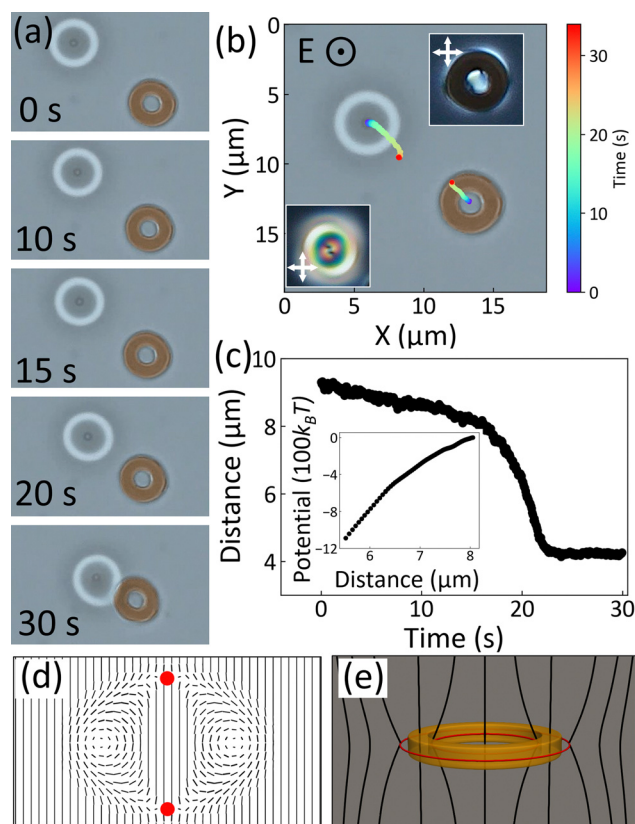 (a)
0 s
10 s
15 s
20 s
30 s
(b)
E
0
5
10
15
Y (μm)
0
5
10
15
X (μm)
30
20
10
0
Time (s)
(c)
10
8
6
4
Distance (μm)
0
10
20
30
Time (s)
0
−4
−8
−12
Potential (100k_BT)
6
7
8
Distance (μm)
(d)
(e)